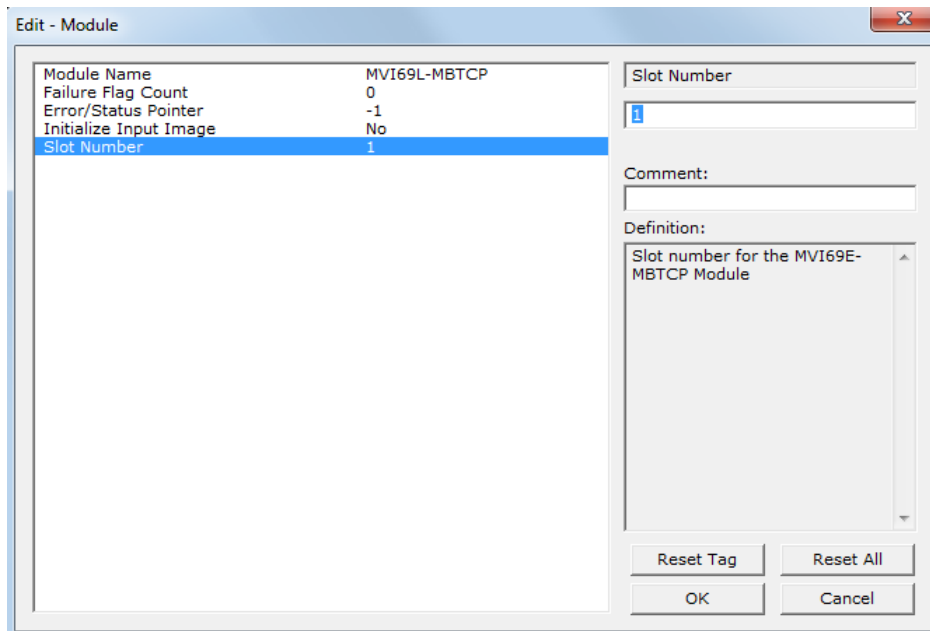 Edit - Module
Module Name MVI69L-MBTCP
Failure Flag Count 0
Error/Status Pointer -1
Initialize Input Image No
Slot Number 1
Slot Number
1
Comment:
Definition:
Slot number for the MVI69E-
MBTCP Module
Reset Tag Reset All
OK Cancel